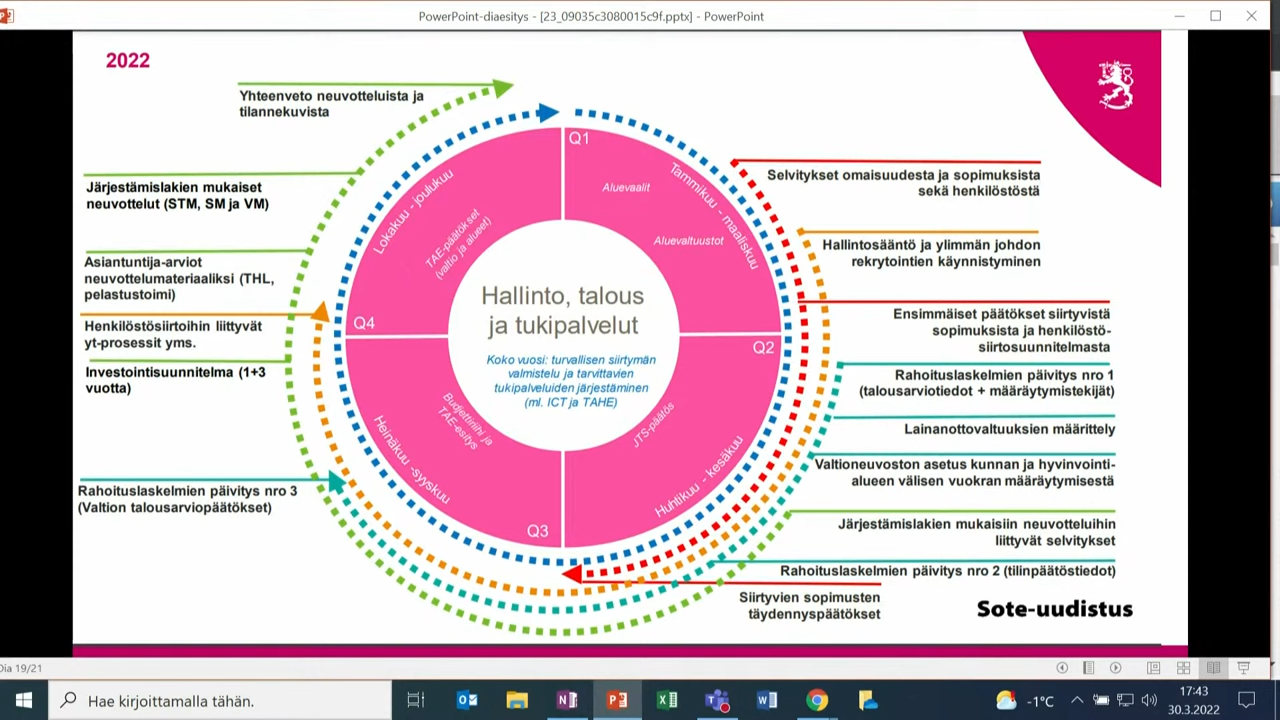 PowerPoint-diaesitys - [23_09035c3080015c9f.pptx] - PowerPoint
2022
Yhteenveto neuvotteluista ja
tilannekuvista
Järjestämislakien mukaiset
neuvottelut (STM, SM ja VM)
Asiantuntija-arviot
neuvottelumateriaaliksi (THL,
pelastustoimi)
Henkilöstösiirtoihin liittyvät
yt-prosessit yms.
Investointisuunnitelma (1+3
vuotta)
Rahoituslaskelmien päivitys nro 3
(Valtion talousarviopäätökset)
Q1
Tammikuu - maaliskuu
Aluevaalit
Aluevaltuustot
Q2
Huhtikuu - kesäkuu
JTS-päätös
Q3
Heinäkuu -syyskuu
Budjettiriihi ja
TAE-esitys
Q4
Lokakuu - joulukuu
TAE-päätökset
(valtio ja alueet)
Hallinto, talous
ja tukipalvelut
Koko vuosi: turvallisen siirtymän
valmistelu ja tarvittavien
tukipalveluiden järjestäminen
(ml. ICT ja TAHE)
Selvitykset omaisuudesta ja sopimuksista
sekä henkilöstöstä
Hallintosääntö ja ylimmän johdon
rekrytointien käynnistyminen
Ensimmäiset päätökset siirtyvistä
sopimuksista ja henkilöstö-
siirtosuunnitelmasta
Rahoituslaskelmien päivitys nro 1
(talousarviotiedot + määräytymistekijät)
Lainanottovaltuuksien määrittely
Valtioneuvoston asetus kunnan ja hyvinvointi-
alueen välisen vuokran määräytymisestä
Järjestämislakien mukaisiin neuvotteluihin
liittyvät selvitykset
Rahoituslaskelmien päivitys nro 2 (tilinpäätöstiedot)
Siirtyvien sopimusten
täydennyspäätökset
Sote-uudistus
Dia 19/21
Hae kirjoittamalla tähän.
-1°C
17:43
30.3.2022